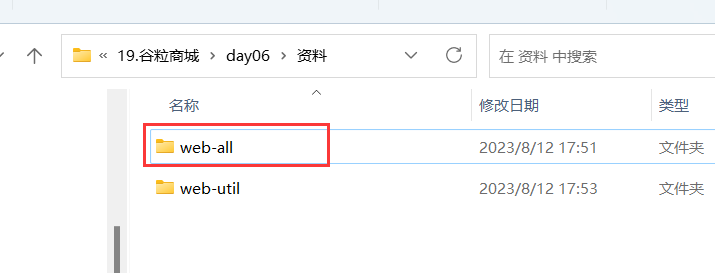 « 19.谷粒商城 › day06 › 资料
在 资料 中搜索
名称 修改日期 类型
web-all 2023/8/12 17:51 文件夹
web-util 2023/8/12 17:53 文件夹